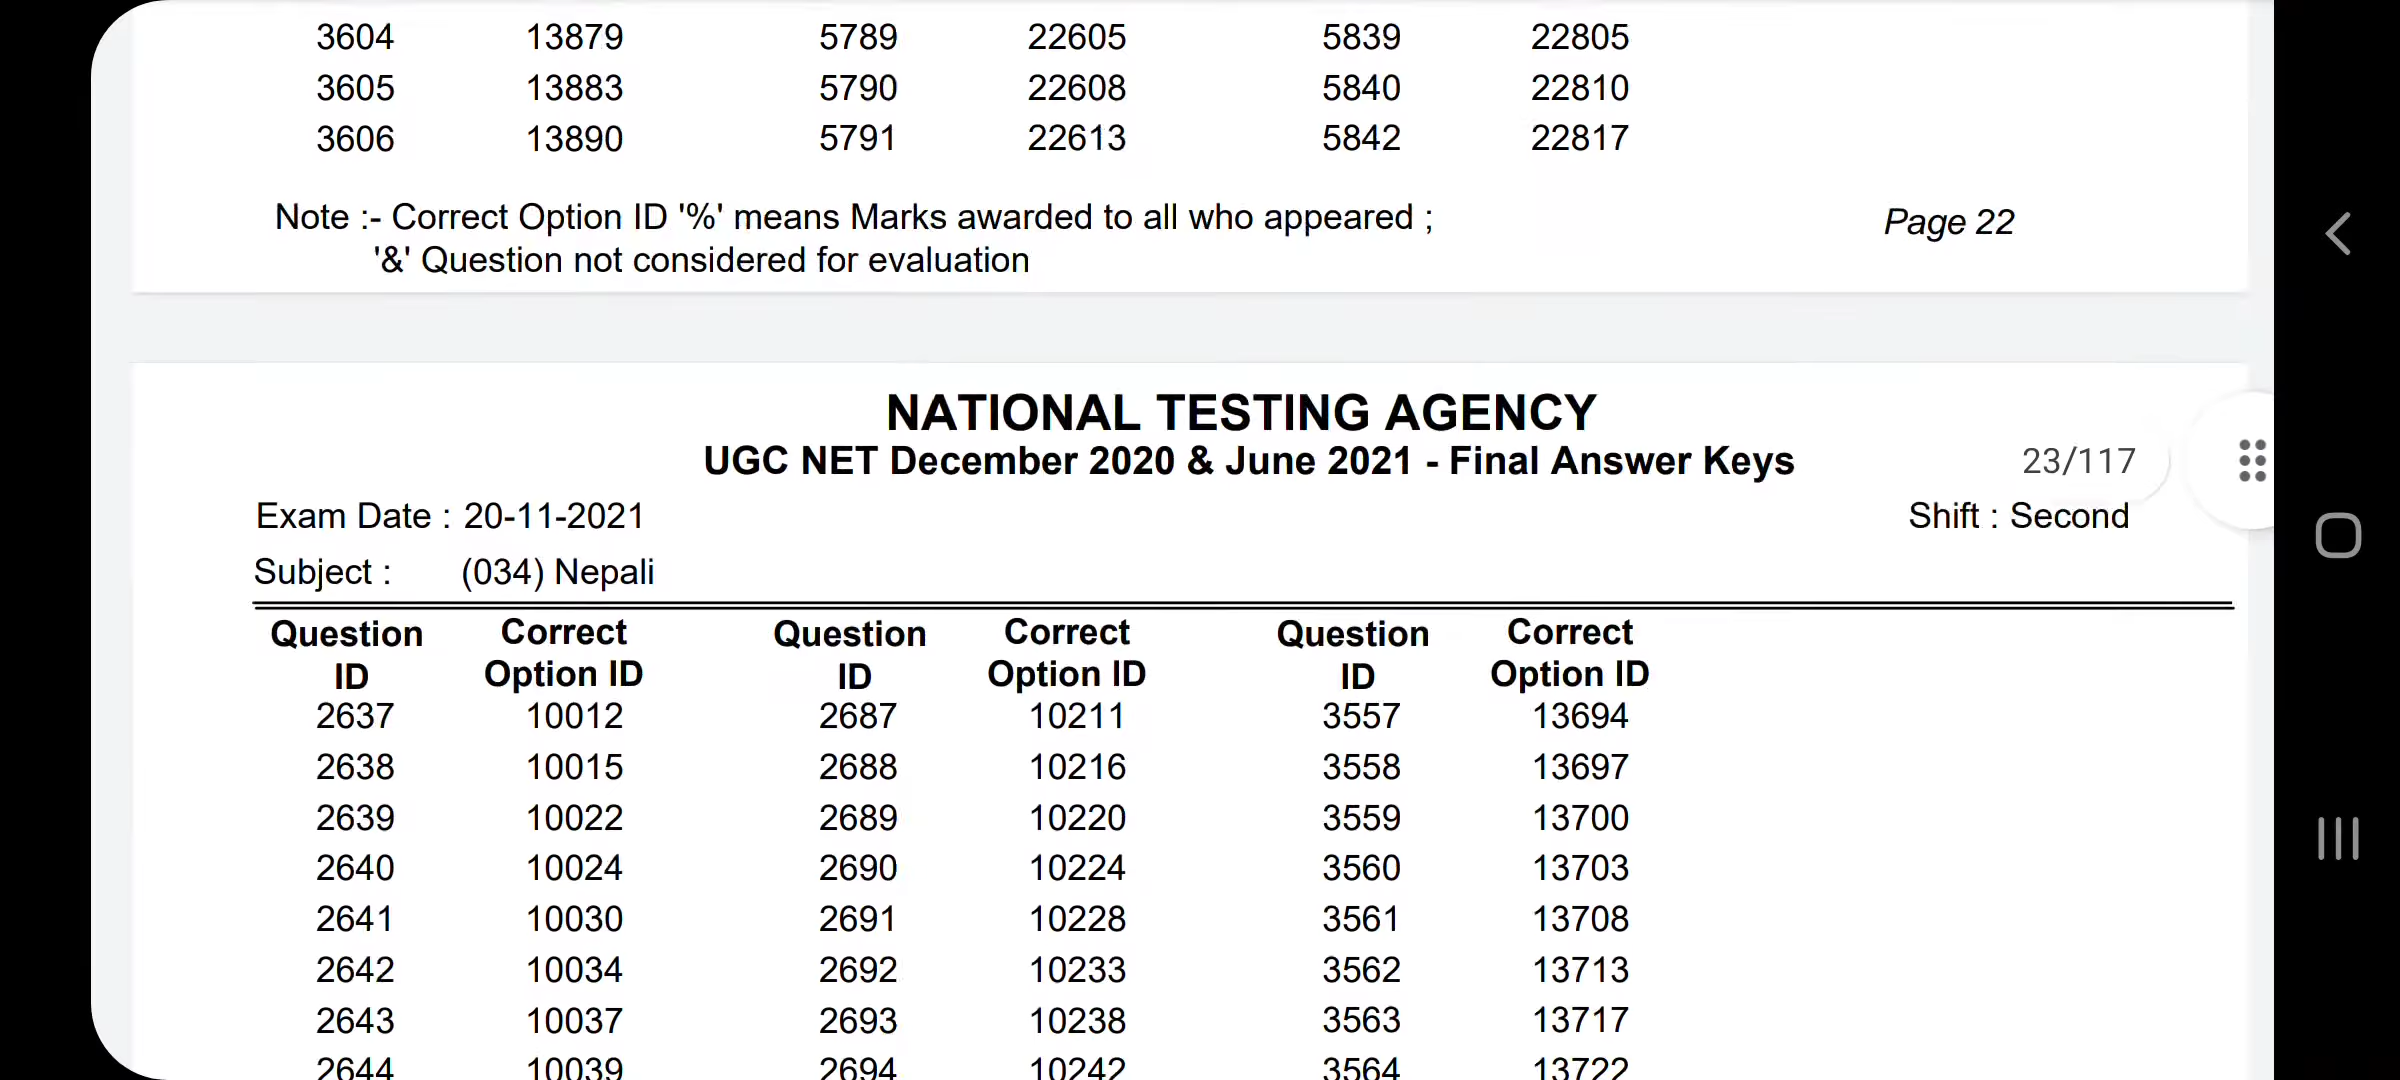 3604 13879 5789 22605 5839 22805
3605 13883 5790 22608 5840 22810
3606 13890 5791 22613 5842 22817
Note :- Correct Option ID '%' means Marks awarded to all who appeared ;
Page 22
'&' Question not considered for evaluation
NATIONAL TESTING AGENCY
UGC NET December 2020 & June 2021 - Final Answer Keys
23/117
Exam Date : 20-11-2021 Shift : Second
Subject : (034) Nepali
Question Correct Question Correct Question Correct
ID Option ID ID Option ID ID Option ID
2637 10012 2687 10211 3557 13694
2638 10015 2688 10216 3558 13697
2639 10022 2689 10220 3559 13700
2640 10024 2690 10224 3560 13703
2641 10030 2691 10228 3561 13708
2642 10034 2692 10233 3562 13713
2643 10037 2693 10238 3563 13717
2644 10039 2694 10242 3564 13722